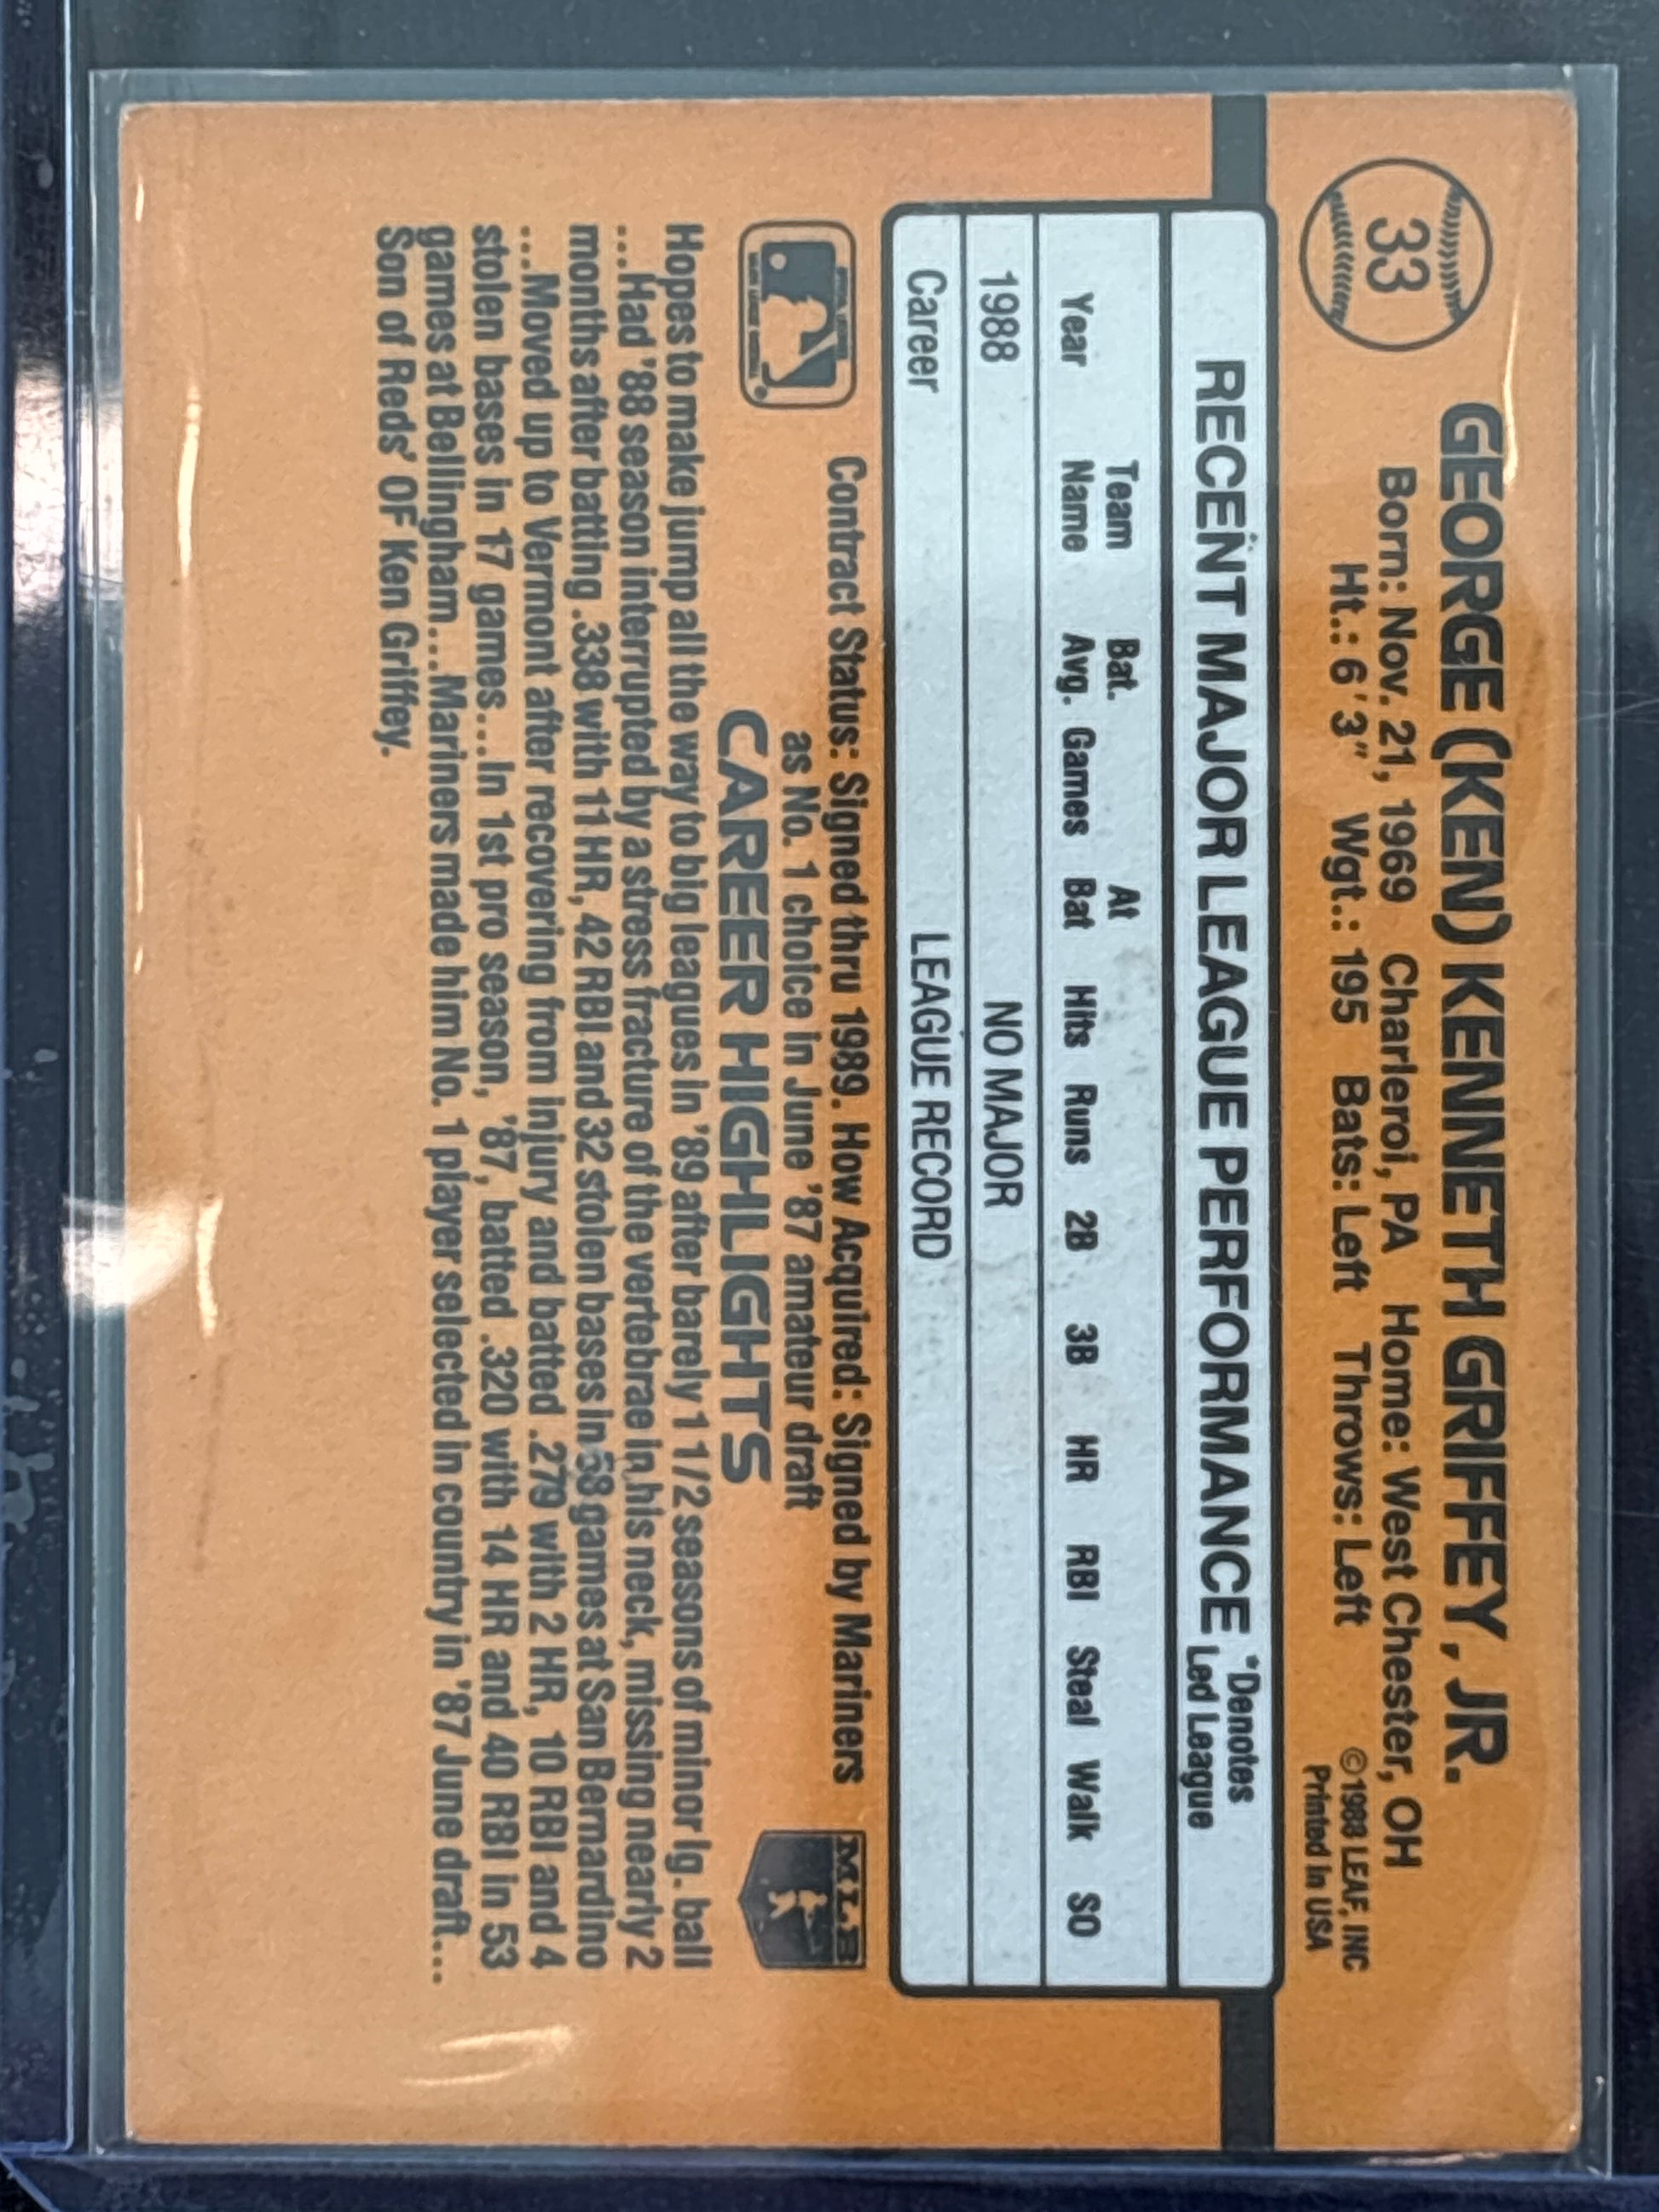 33
GEORGE (KEN) KENNETH GRIFFEY, JR.
Born: Nov. 21, 1969 Charleroi, PA Home: West Chester, OH
Ht.: 6'3" Wgt.: 195 Bats: Left Throws: Left
©1988 LEAF, INC
Printed in USA
RECENT MAJOR LEAGUE PERFORMANCE *Denotes Led League
Year Team Name Bat. Avg. Games At Bat Hits Runs 2B 3B HR RBI Steal Walk SO
1988 NO MAJOR
Career LEAGUE RECORD
Contract Status: Signed thru 1989. How Acquired: Signed by Mariners
as No. 1 choice in June '87 amateur draft
MLB
CAREER HIGHLIGHTS
Hopes to make jump all the way to big leagues in '89 after barely 1 1/2 seasons of minor lg. ball
...Had '88 season interrupted by a stress fracture of the vertebrae in his neck, missing nearly 2
months after batting .338 with 11 HR, 42 RBI and 32 stolen bases in 58 games at San Bernardino
...Moved up to Vermont after recovering from injury and batted .279 with 2 HR, 10 RBI and 4
stolen bases in 17 games...In 1st pro season, '87, batted .320 with 14 HR and 40 RBI in 53
games at Bellingham...Mariners made him No. 1 player selected in country in '87 June draft...
Son of Reds' OF Ken Griffey.